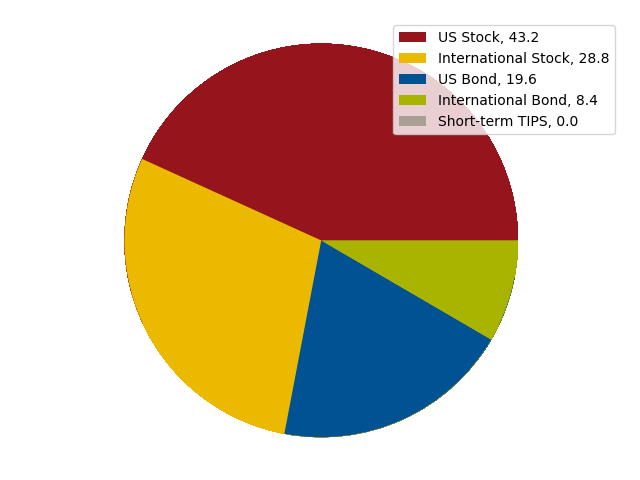 US Stock, 43.2
International Stock, 28.8
US Bond, 19.6
International Bond, 8.4
Short-term TIPS, 0.0